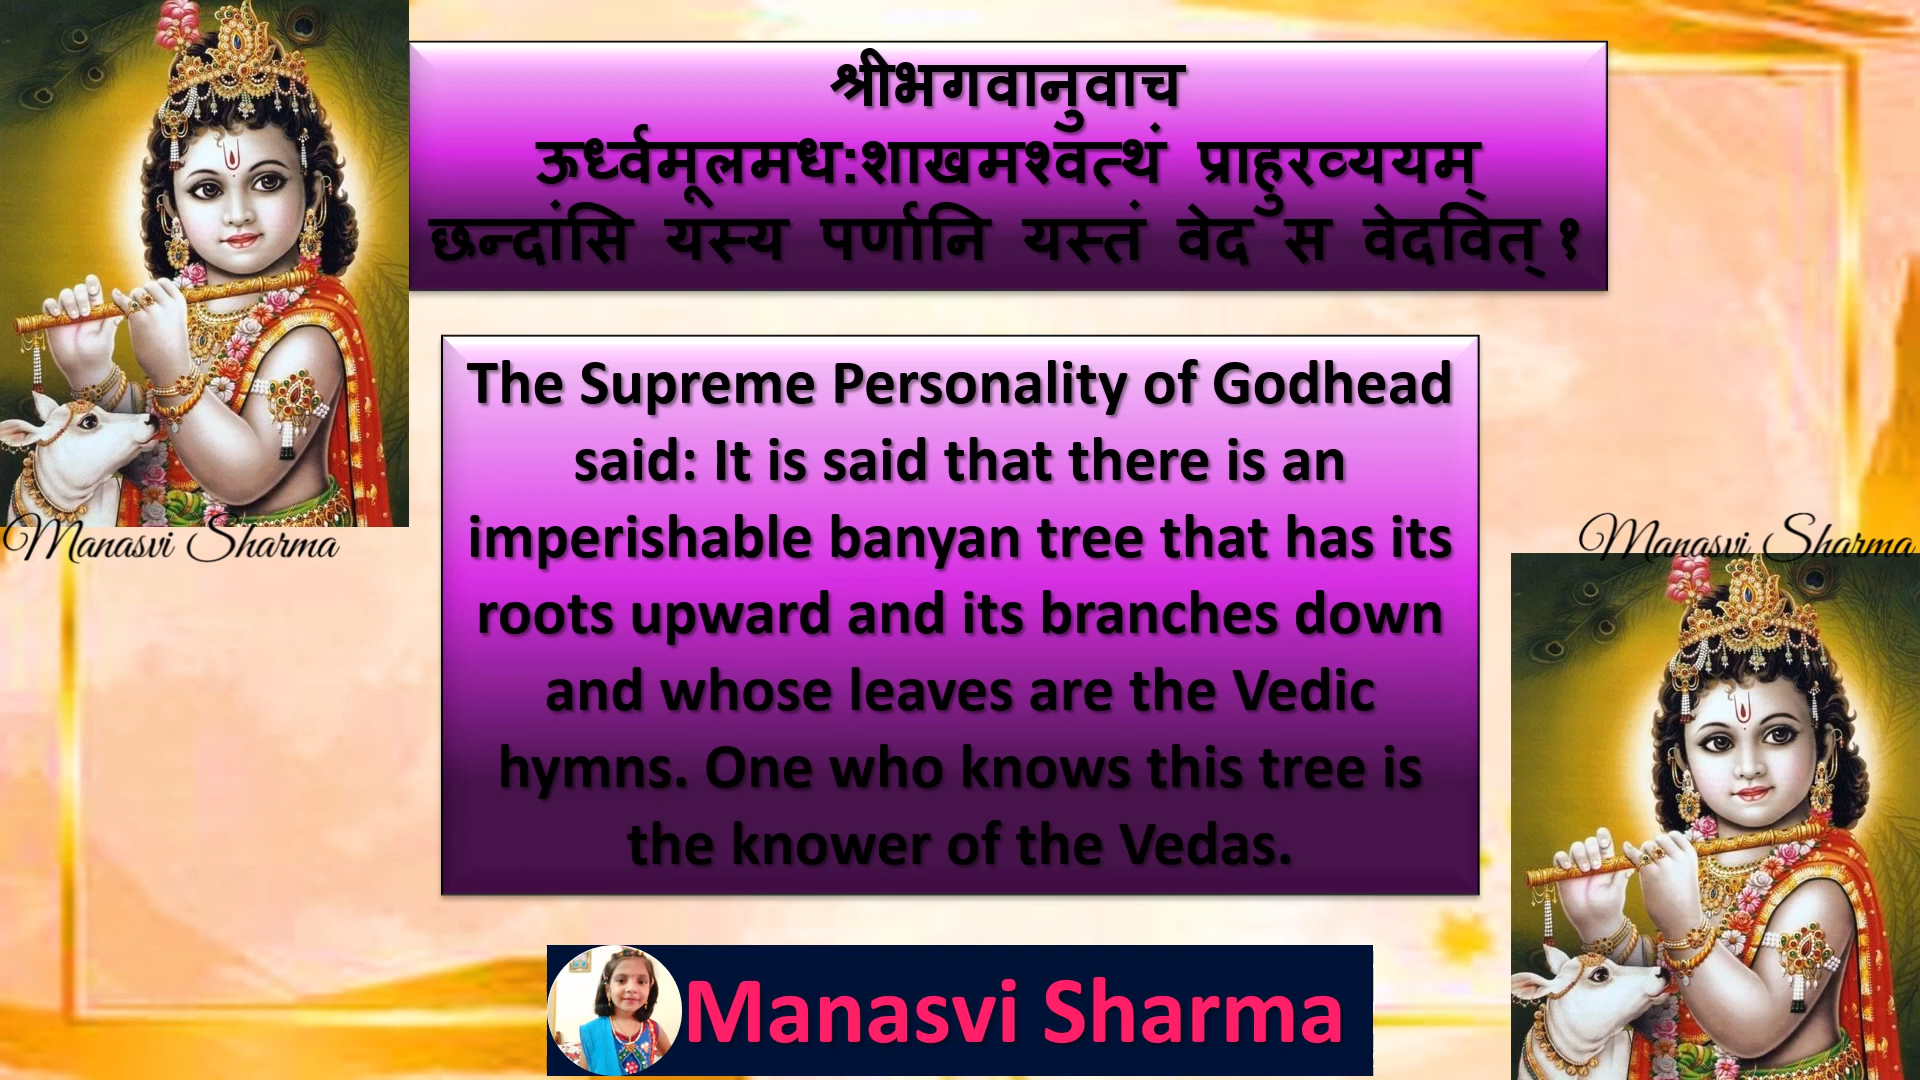 श्रीभगवानुवाच
ऊर्ध्वमूलमध:शाखमश्वत्थं प्राहुरव्ययम्
छन्दांसि यस्य पर्णानि यस्तं वेद स वेदवित् १
The Supreme Personality of Godhead
said: It is said that there is an
imperishable banyan tree that has its
roots upward and its branches down
and whose leaves are the Vedic
hymns. One who knows this tree is
the knower of the Vedas.
Manasvi Sharma
Manasvi Sharma
Manasvi Sharma